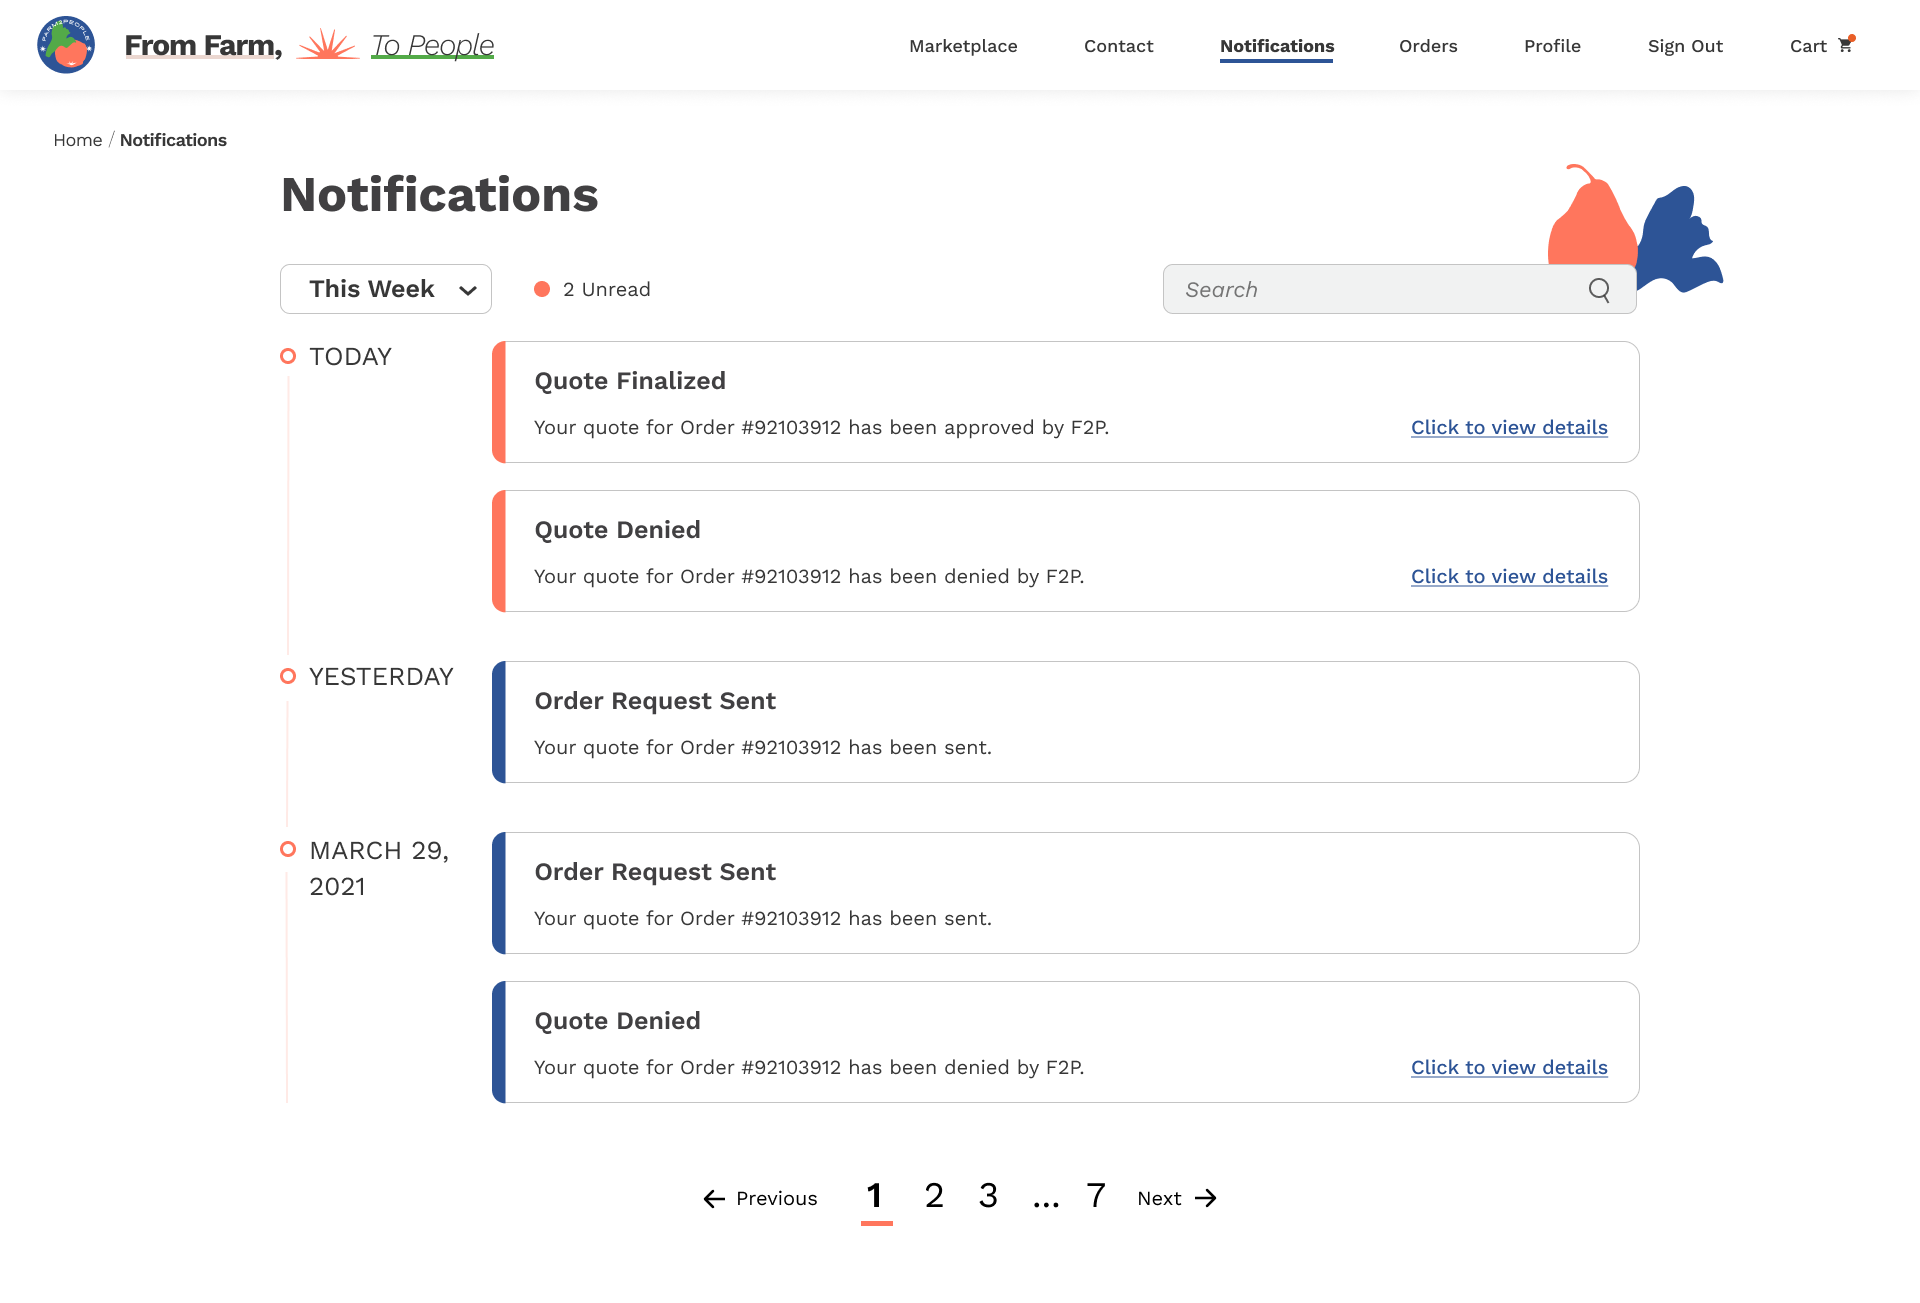 FARM2PEOPLE
From Farm, To People
Marketplace Contact Notifications Orders Profile Sign Out Cart
Home / Notifications
Notifications
This Week 2 Unread Search
TODAY
Quote Finalized
Your quote for Order #92103912 has been approved by F2P. Click to view details
Quote Denied
Your quote for Order #92103912 has been denied by F2P. Click to view details
YESTERDAY
Order Request Sent
Your quote for Order #92103912 has been sent.
MARCH 29,
2021
Order Request Sent
Your quote for Order #92103912 has been sent.
Quote Denied
Your quote for Order #92103912 has been denied by F2P. Click to view details
Previous 1 2 3 ... 7 Next